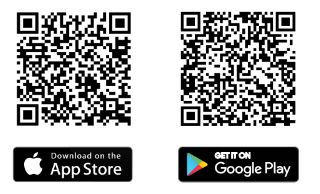 Download on the
App Store
GET IT ON
Google Play